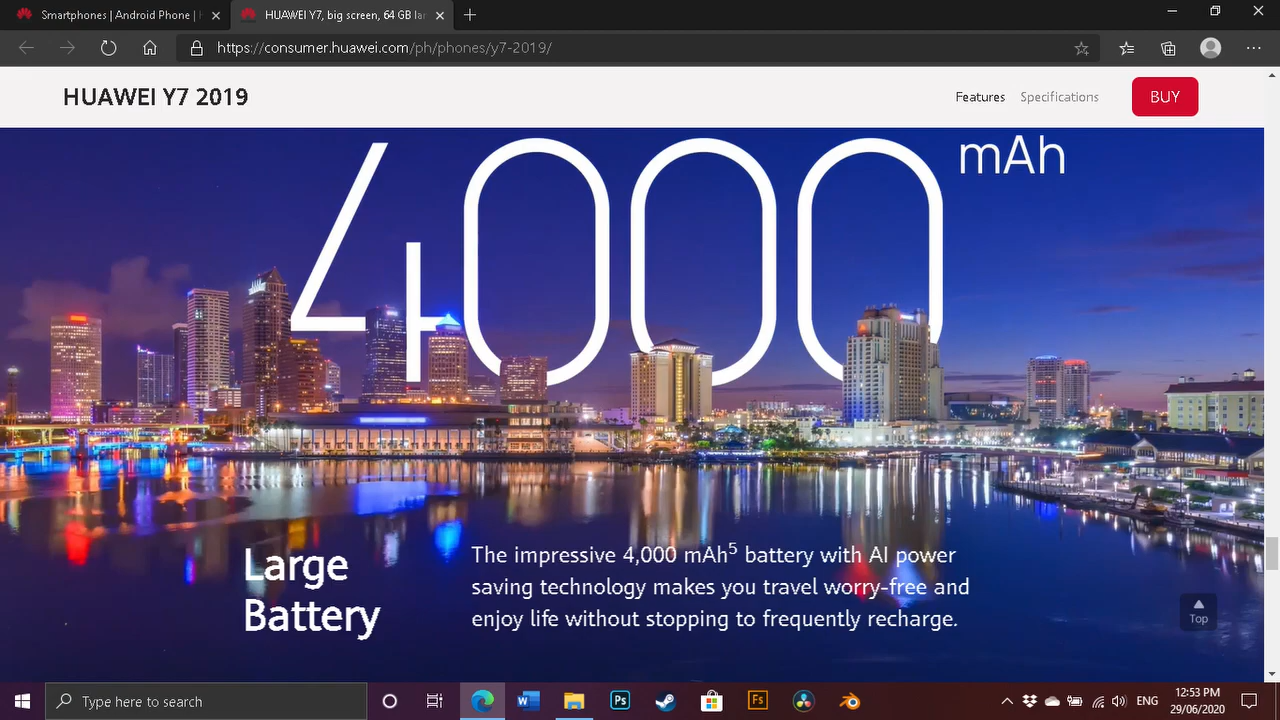 Smartphones | Android Phone |
HUAWEI Y7, big screen, 64 GB la
https://consumer.huawei.com/ph/phones/y7-2019/
HUAWEI Y7 2019
Features
Specifications
BUY
4000 mAh
Large
Battery
The impressive 4,000 mAh5 battery with AI power
saving technology makes you travel worry-free and
enjoy life without stopping to frequently recharge.
Top
Type here to search
W
Ps
Fs
ENG
12:53 PM
29/06/2020